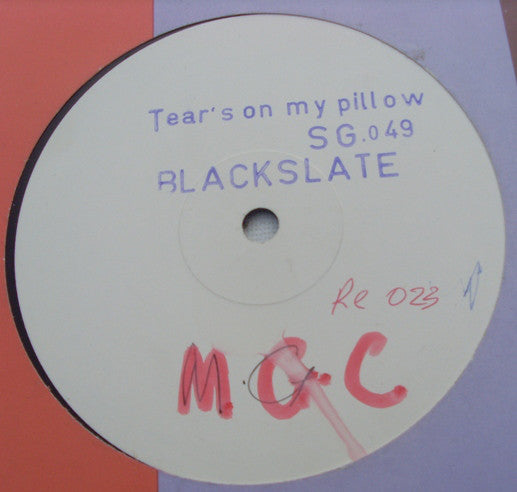 Tear's on my pillow
SG.049
BLACKSLATE
Re 023
M.G.C.